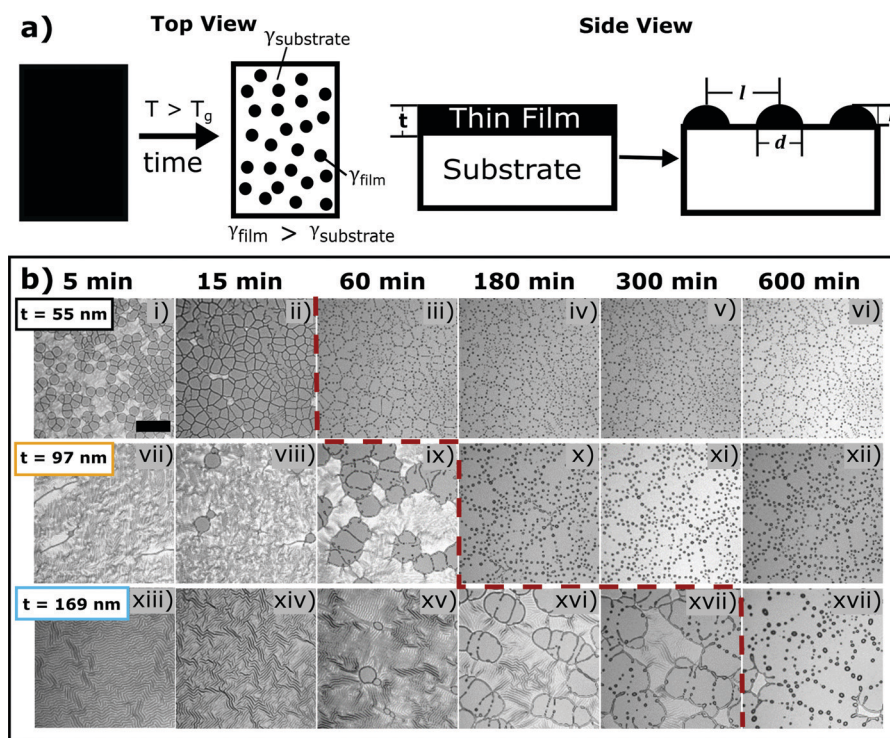 a)
Top View
Side View
γsubstrate
T > Tg
time
γfilm
γfilm > γsubstrate
t
Thin Film
Substrate
l
d
b)
5 min 15 min 60 min 180 min 300 min 600 min
t = 55 nm
i) ii) iii) iv) v) vi)
t = 97 nm
vii) viii) ix) x) xi) xii)
t = 169 nm
xiii) xiv) xv) xvi) xvii) xvii)